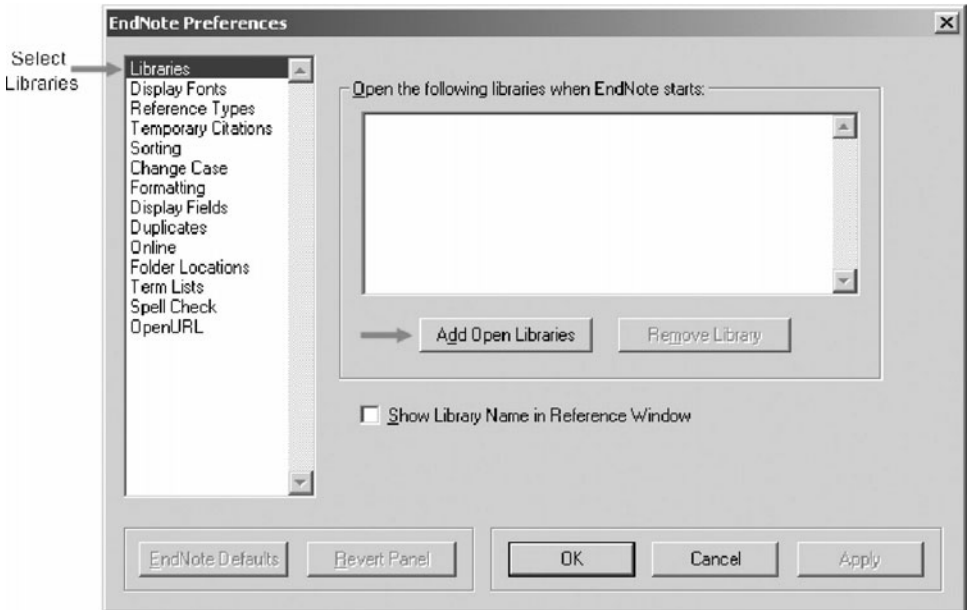 EndNote Preferences
Select
Libraries
Libraries
Display Fonts
Reference Types
Temporary Citations
Sorting
Change Case
Formatting
Display Fields
Duplicates
Online
Folder Locations
Term Lists
Spell Check
OpenURL
Open the following libraries when EndNote starts:
Add Open Libraries
Remove Library
Show Library Name in Reference Window
EndNote Defaults
Revert Panel
OK
Cancel
Apply